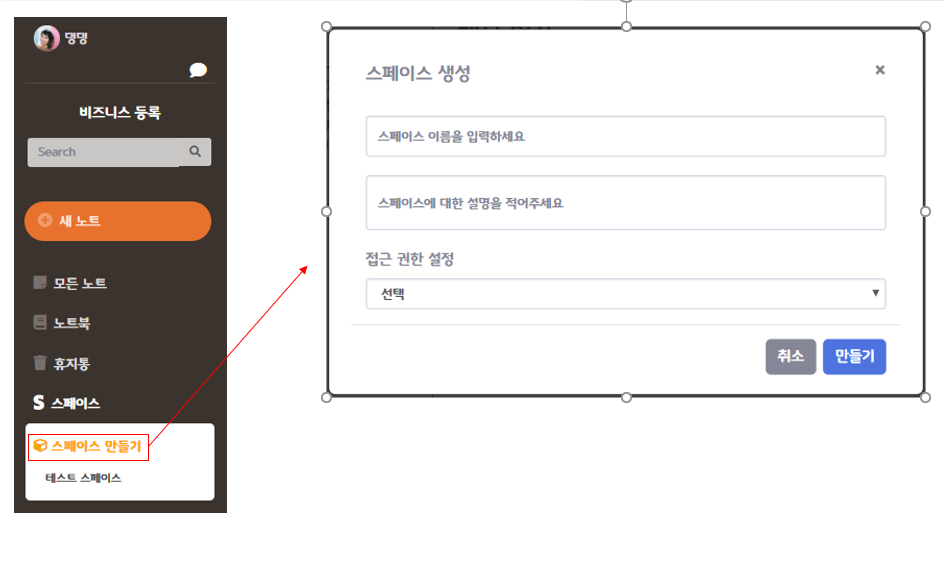 댕댕
비즈니스 등록
Search
새 노트
모든 노트
노트북
휴지통
S 스페이스
스페이스 만들기
테스트 스페이스
스페이스 생성
×
스페이스 이름을 입력하세요
스페이스에 대한 설명을 적어주세요
접근 권한 설정
선택
취소 만들기